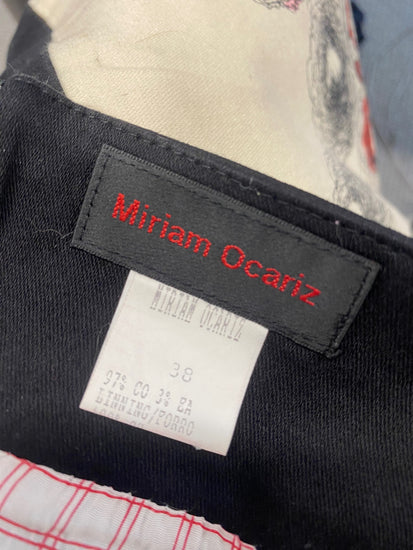 Miriam Ocariz
MIRIAM OCARIZ
38
97% CO 3% EA
LINNING/FORRO